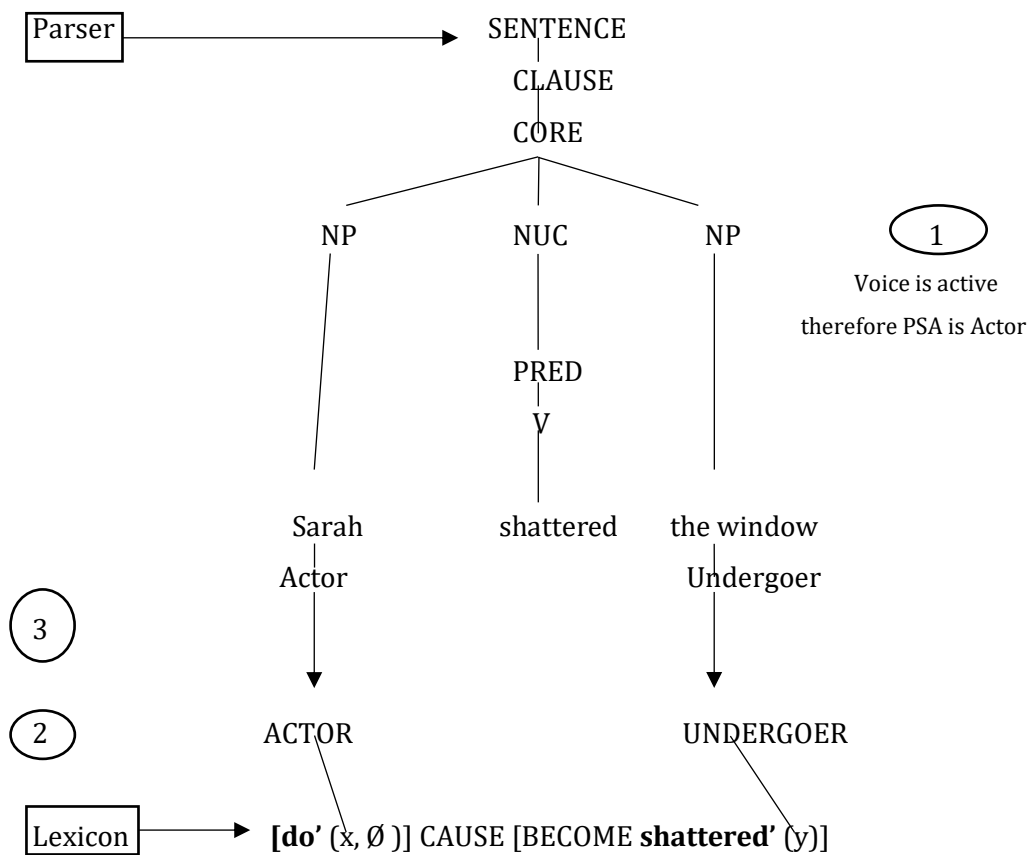 Parser SENTENCE
CLAUSE
CORE
NP NUC NP 1
Voice is active
therefore PSA is Actor
PRED
V
Sarah shattered the window
Actor Undergoer
3
2 ACTOR UNDERGOER
Lexicon [do’ (x, Ø )] CAUSE [BECOME shattered’ (y)]